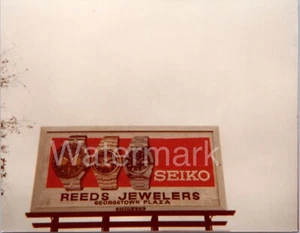 Watermark
SEIKO
REEDS JEWELERS
GEORGETOWN PLAZA